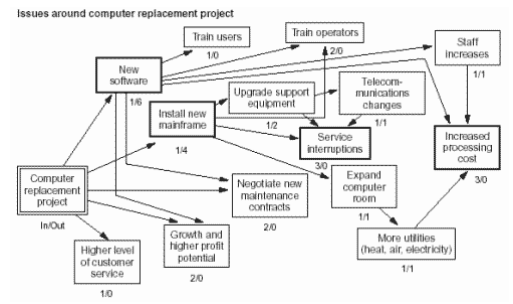 Issues around computer replacement project
Train users
1/0
Train operators
2/0
Staff
increases
1/1
New
software
1/6
Upgrade support
equipment
1/2
Telecom-
munications
changes
1/1
Install new
mainframe
1/4
Service
interruptions
3/0
Increased
processing
cost
3/0
Computer
replacement
project
In/Out
Negotiate new
maintenance
contracts
2/0
Expand
computer
room
1/1
Higher level
of customer
service
1/0
Growth and
higher profit
potential
2/0
More utilities
(heat, air, electricity)
1/1